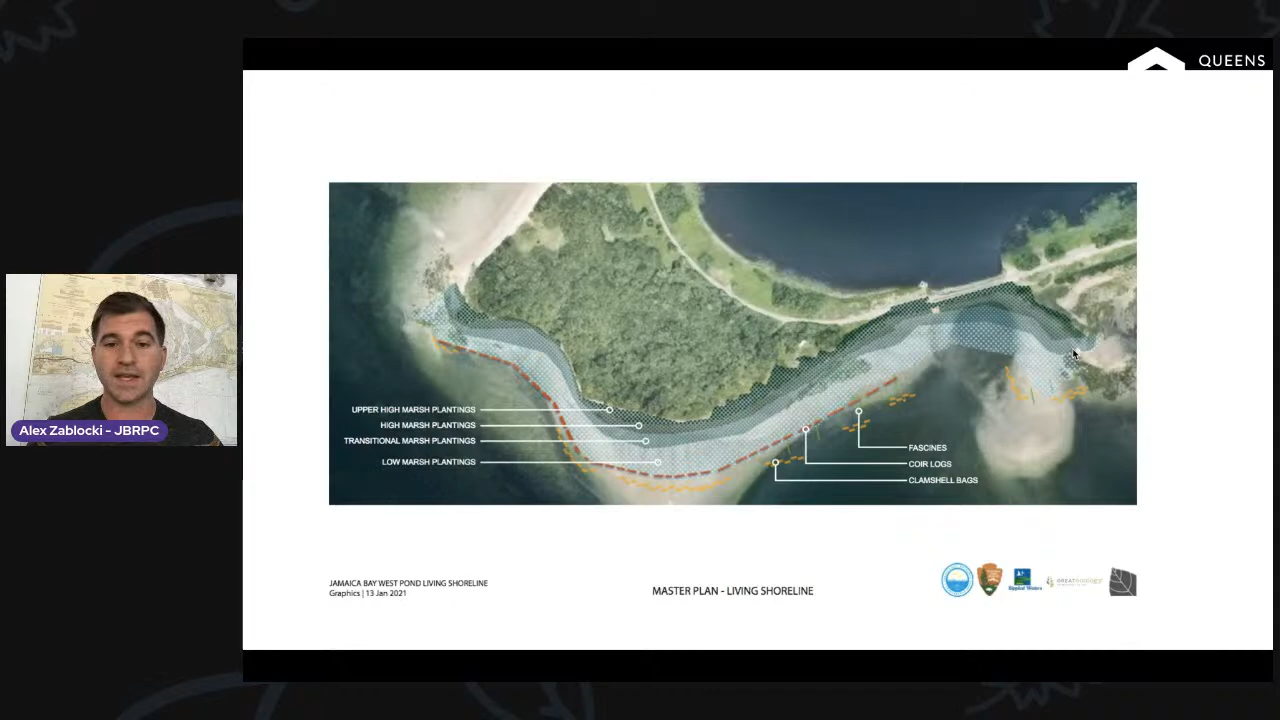 QUEENS
UPPER HIGH MARSH PLANTINGS
HIGH MARSH PLANTINGS
TRANSITIONAL MARSH PLANTINGS
LOW MARSH PLANTINGS
FASCINES
COIR LOGS
CLAMSHELL BAGS
Alex Zablocki - JBRPC
JAMAICA BAY WEST POND LIVING SHORELINE
Graphics | 13 Jan 2021
MASTER PLAN - LIVING SHORELINE